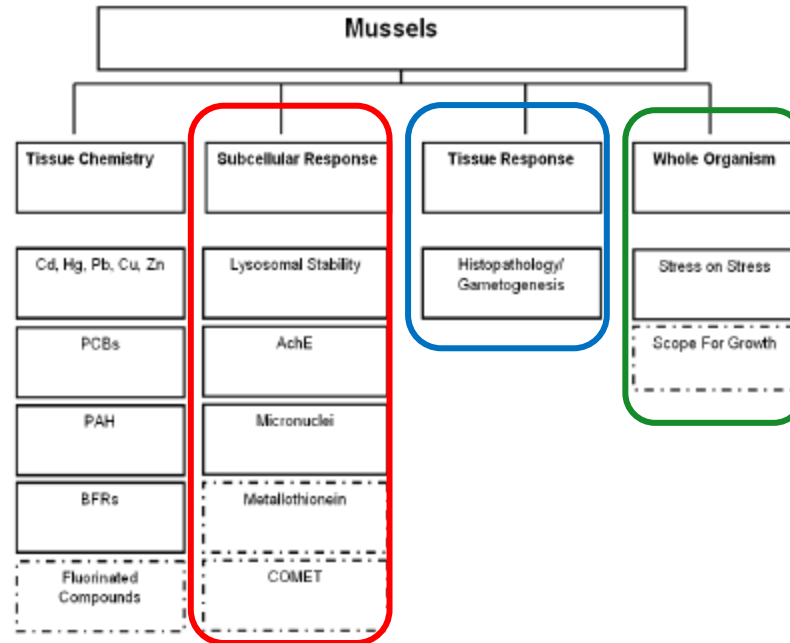 Mussels
Tissue Chemistry
Subcellular Response
Tissue Response
Whole Organism
Cd, Hg, Pb, Cu, Zn
Lysosomal Stability
Histopathology/
Gametogenesis
Stress on Stress
PCBs
AchE
Scope For Growth
PAH
Micronuclei
BFRs
Metallothionein
Fluorinated
Compounds
COMET